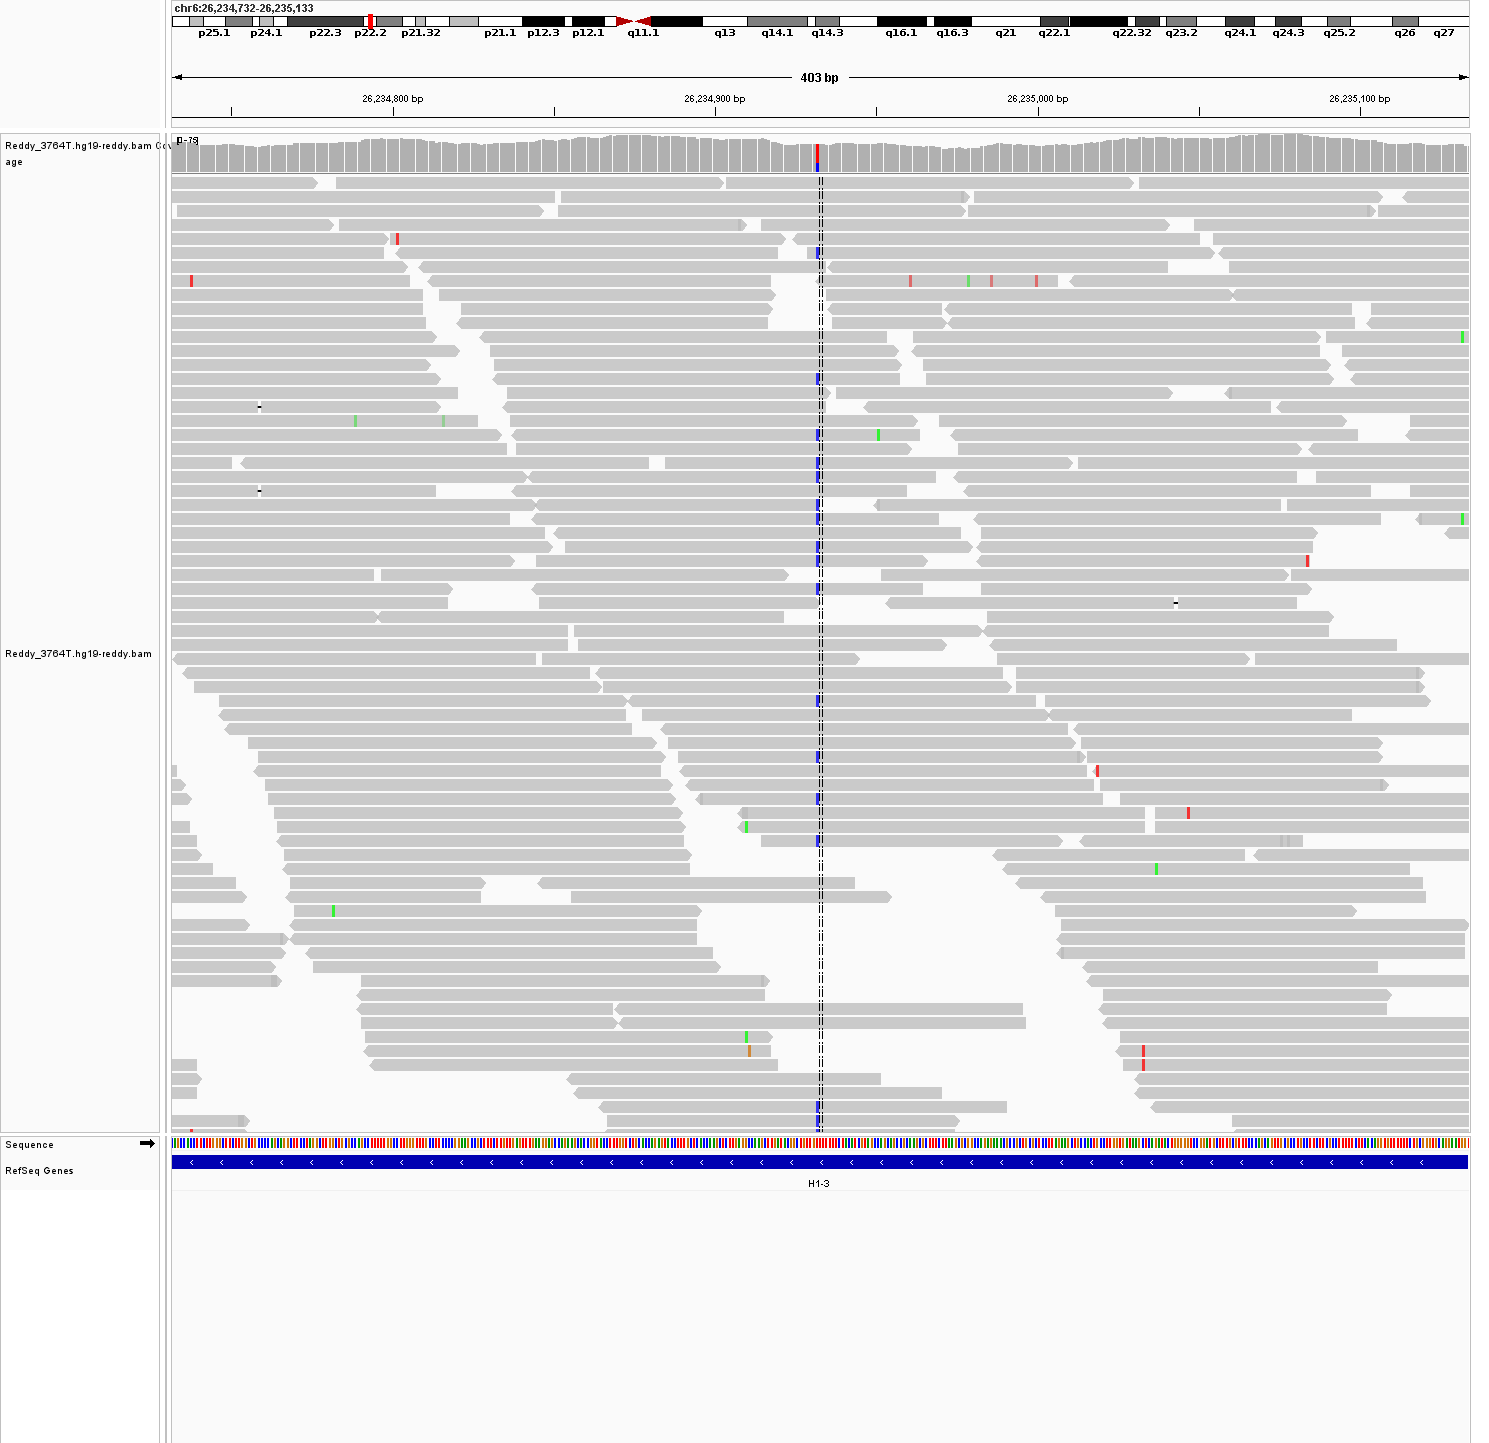 chr6:26,234,732-26,235,133
p25.1 p24.1 p22.3 p22.2 p21.32 p21.1 p12.3 p12.1 q11.1 q13 q14.1 q14.3 q16.1 q16.3 q21 q22.1 q22.32 q23.2 q24.1 q24.3 q25.2 q26 q27
403 bp
26,234,800 bp 26,234,900 bp 26,235,000 bp 26,235,100 bp
Reddy_3764T.hg19-reddy.bam Cov
age
Reddy_3764T.hg19-reddy.bam
Sequence
RefSeq Genes
H1-3